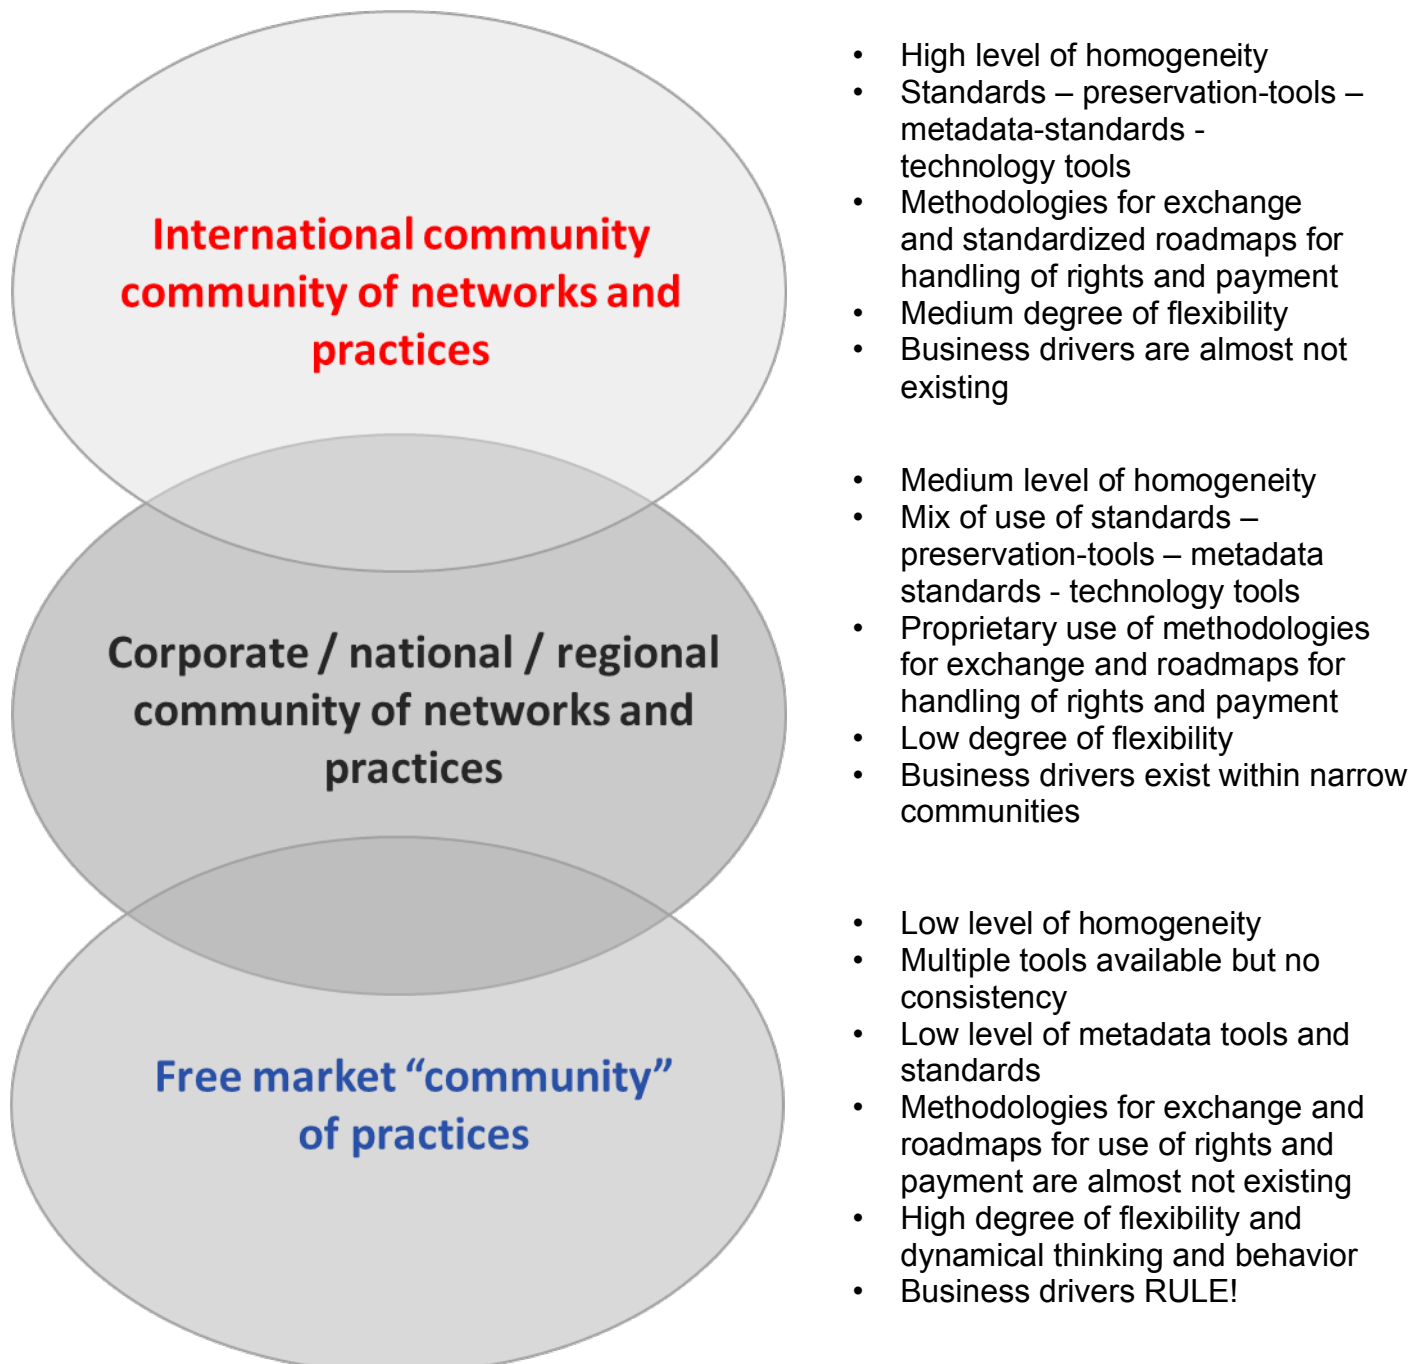 International community
community of networks and
practices
• High level of homogeneity
• Standards – preservation-tools –
metadata-standards -
technology tools
• Methodologies for exchange
and standardized roadmaps for
handling of rights and payment
• Medium degree of flexibility
• Business drivers are almost not
existing
Corporate / national / regional
community of networks and
practices
• Medium level of homogeneity
• Mix of use of standards –
preservation-tools – metadata
standards - technology tools
• Proprietary use of methodologies
for exchange and roadmaps for
handling of rights and payment
• Low degree of flexibility
• Business drivers exist within narrow
communities
Free market “community”
of practices
• Low level of homogeneity
• Multiple tools available but no
consistency
• Low level of metadata tools and
standards
• Methodologies for exchange and
roadmaps for use of rights and
payment are almost not existing
• High degree of flexibility and
dynamical thinking and behavior
• Business drivers RULE!